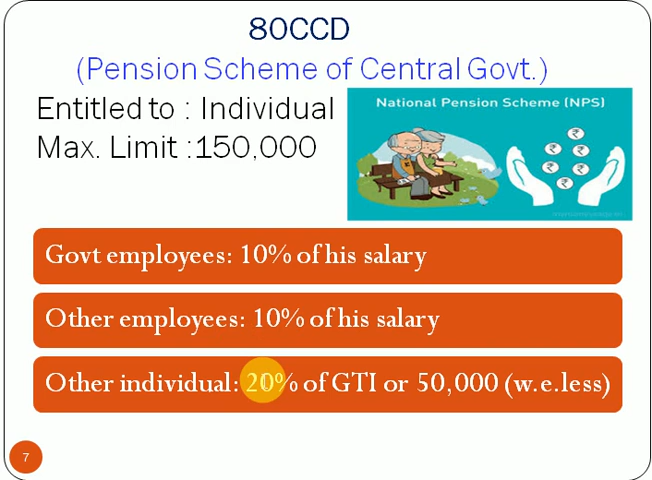 80CCD
(Pension Scheme of Central Govt.)
Entitled to : Individual
Max. Limit :150,000
National Pension Scheme (NPS)
Govt employees: 10% of his salary
Other employees: 10% of his salary
Other individual: 20% of GTI or 50,000 (w.e.less)
7